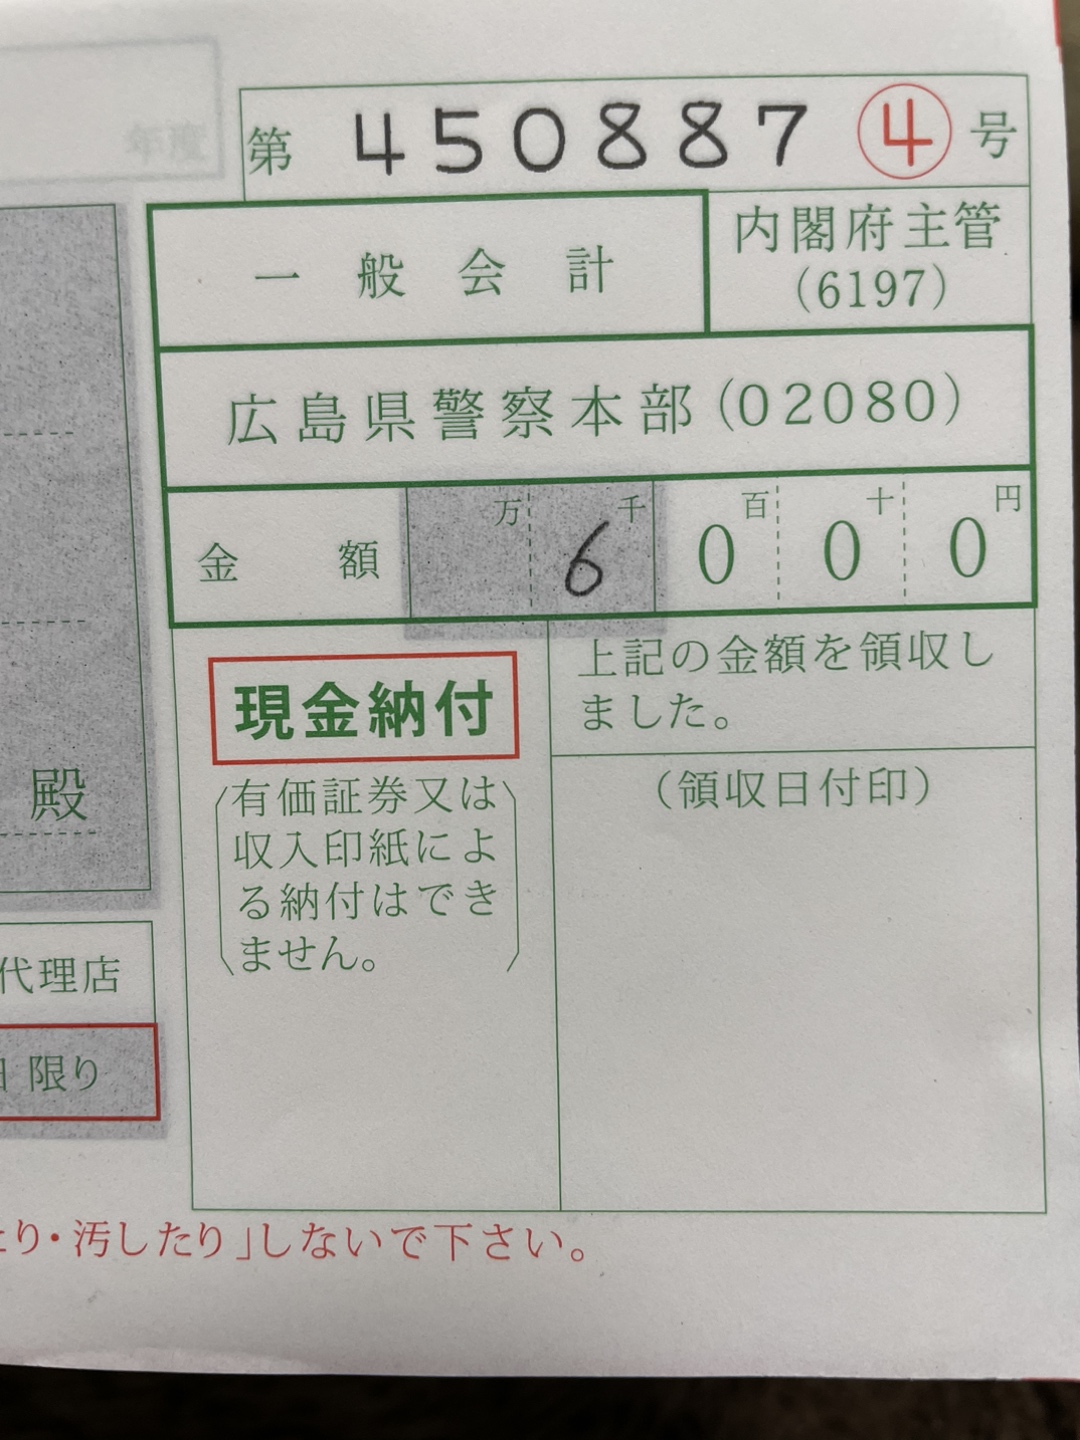 年度
第 450887 ④ 号
一般会計
内閣府主管
(6197)
広島県警察本部(02080)
金額 万 千 百 十 円
6 0 0 0
殿
現金納付
上記の金額を領収し
ました。
(有価証券又は
収入印紙によ
る納付はでき
ません。)
(領収日付印)
代理店
日 限り
たり・汚したり」しないで下さい。